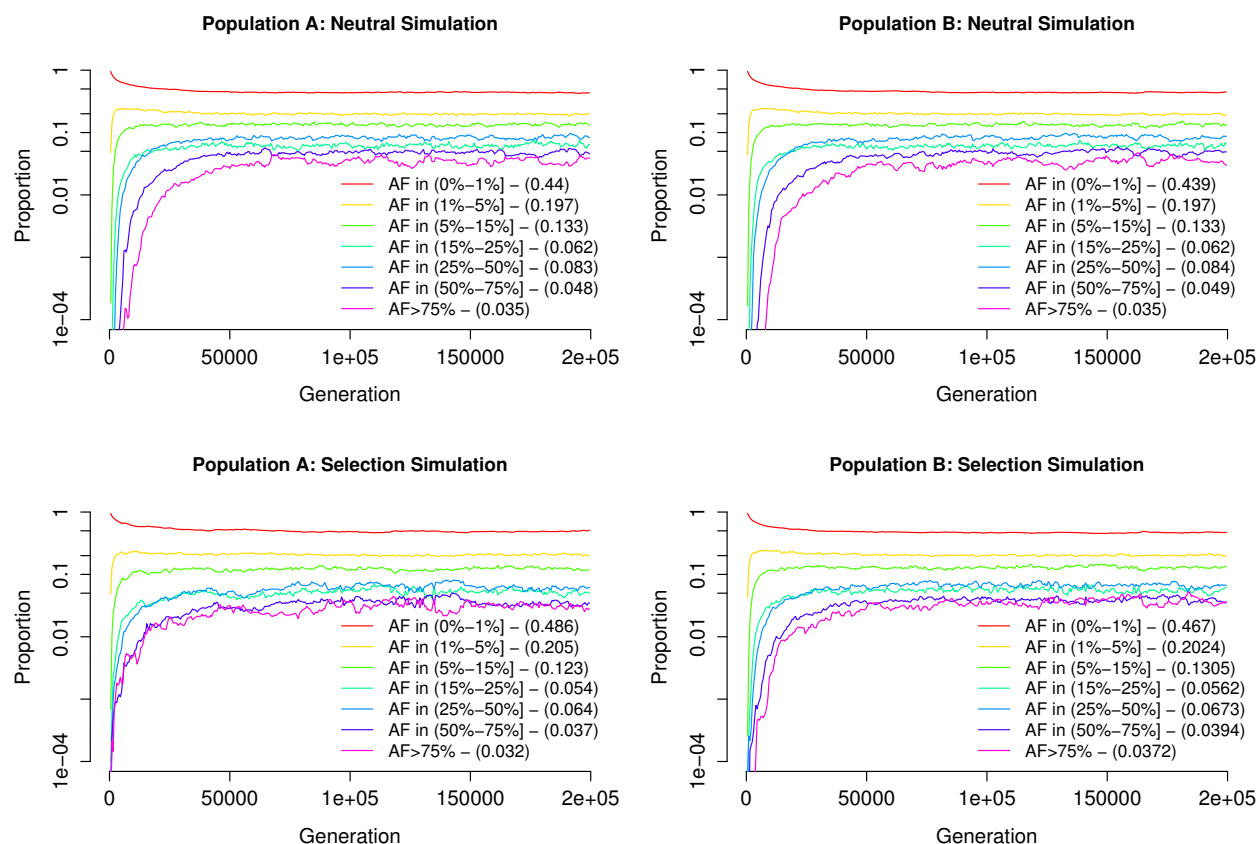 Population A: Neutral Simulation
Proportion
1
0.1
0.01
1e−04
AF in (0%−1%] − (0.44)
AF in (1%−5%] − (0.197)
AF in (5%−15%] − (0.133)
AF in (15%−25%] − (0.062)
AF in (25%−50%] − (0.083)
AF in (50%−75%] − (0.048)
AF>75% − (0.035)
0 50000 1e+05 150000 2e+05
Generation
Population B: Neutral Simulation
Proportion
1
0.1
0.01
1e−04
AF in (0%−1%] − (0.439)
AF in (1%−5%] − (0.197)
AF in (5%−15%] − (0.133)
AF in (15%−25%] − (0.062)
AF in (25%−50%] − (0.084)
AF in (50%−75%] − (0.049)
AF>75% − (0.035)
0 50000 1e+05 150000 2e+05
Generation
Population A: Selection Simulation
Proportion
1
0.1
0.01
1e−04
AF in (0%−1%] − (0.486)
AF in (1%−5%] − (0.205)
AF in (5%−15%] − (0.123)
AF in (15%−25%] − (0.054)
AF in (25%−50%] − (0.064)
AF in (50%−75%] − (0.037)
AF>75% − (0.032)
0 50000 1e+05 150000 2e+05
Generation
Population B: Selection Simulation
Proportion
1
0.1
0.01
1e−04
AF in (0%−1%] − (0.467)
AF in (1%−5%] − (0.2024)
AF in (5%−15%] − (0.1305)
AF in (15%−25%] − (0.0562)
AF in (25%−50%] − (0.0673)
AF in (50%−75%] − (0.0394)
AF>75% − (0.0372)
0 50000 1e+05 150000 2e+05
Generation